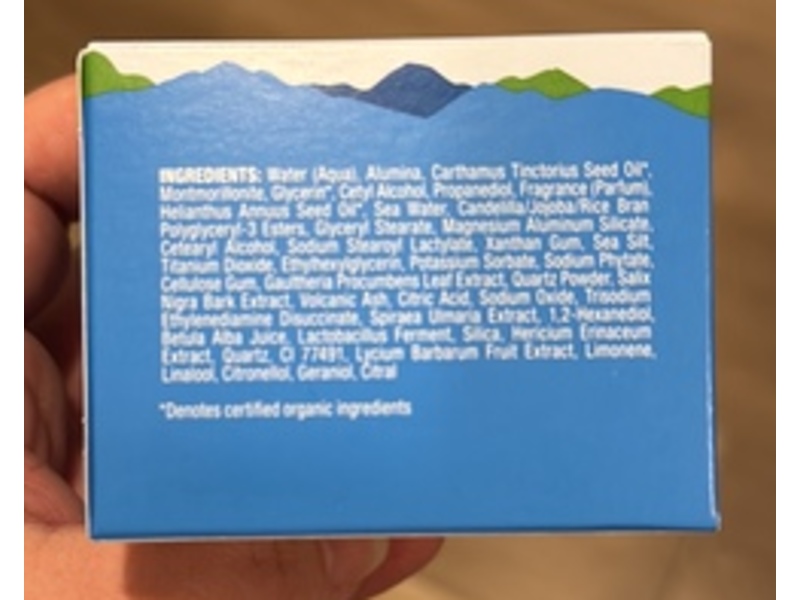 INGREDIENTS: Water (Aqua), Alumina, Carthamus Tinctorius Seed Oil*,
Montmorillonite, Glycerin*, Cetyl Alcohol, Propanediol, Fragrance (Parfum),
Helianthus Annuus Seed Oil*, Sea Water, Candelilla/Jojoba/Rice Bran
Polyglyceryl-3 Esters, Glyceryl Stearate, Magnesium Aluminum Silicate,
Cetearyl Alcohol, Sodium Stearoyl Lactylate, Xanthan Gum, Sea Silt,
Titanium Dioxide, Ethylhexylglycerin, Potassium Sorbate, Sodium Phytate,
Cellulose Gum, Gaultheria Procumbens Leaf Extract, Quartz Powder, Salix
Nigra Bark Extract, Volcanic Ash, Citric Acid, Sodium Oxide, Trisodium
Ethylenediamine Disuccinate, Spiraea Ulmaria Extract, 1,2-Hexanediol,
Betula Alba Juice, Lactobacillus Ferment, Silica, Hericium Erinaceum
Extract, Quartz, CI 77491, Lycium Barbarum Fruit Extract, Limonene,
Linalool, Citronellol, Geraniol, Citral
*Denotes certified organic ingredients